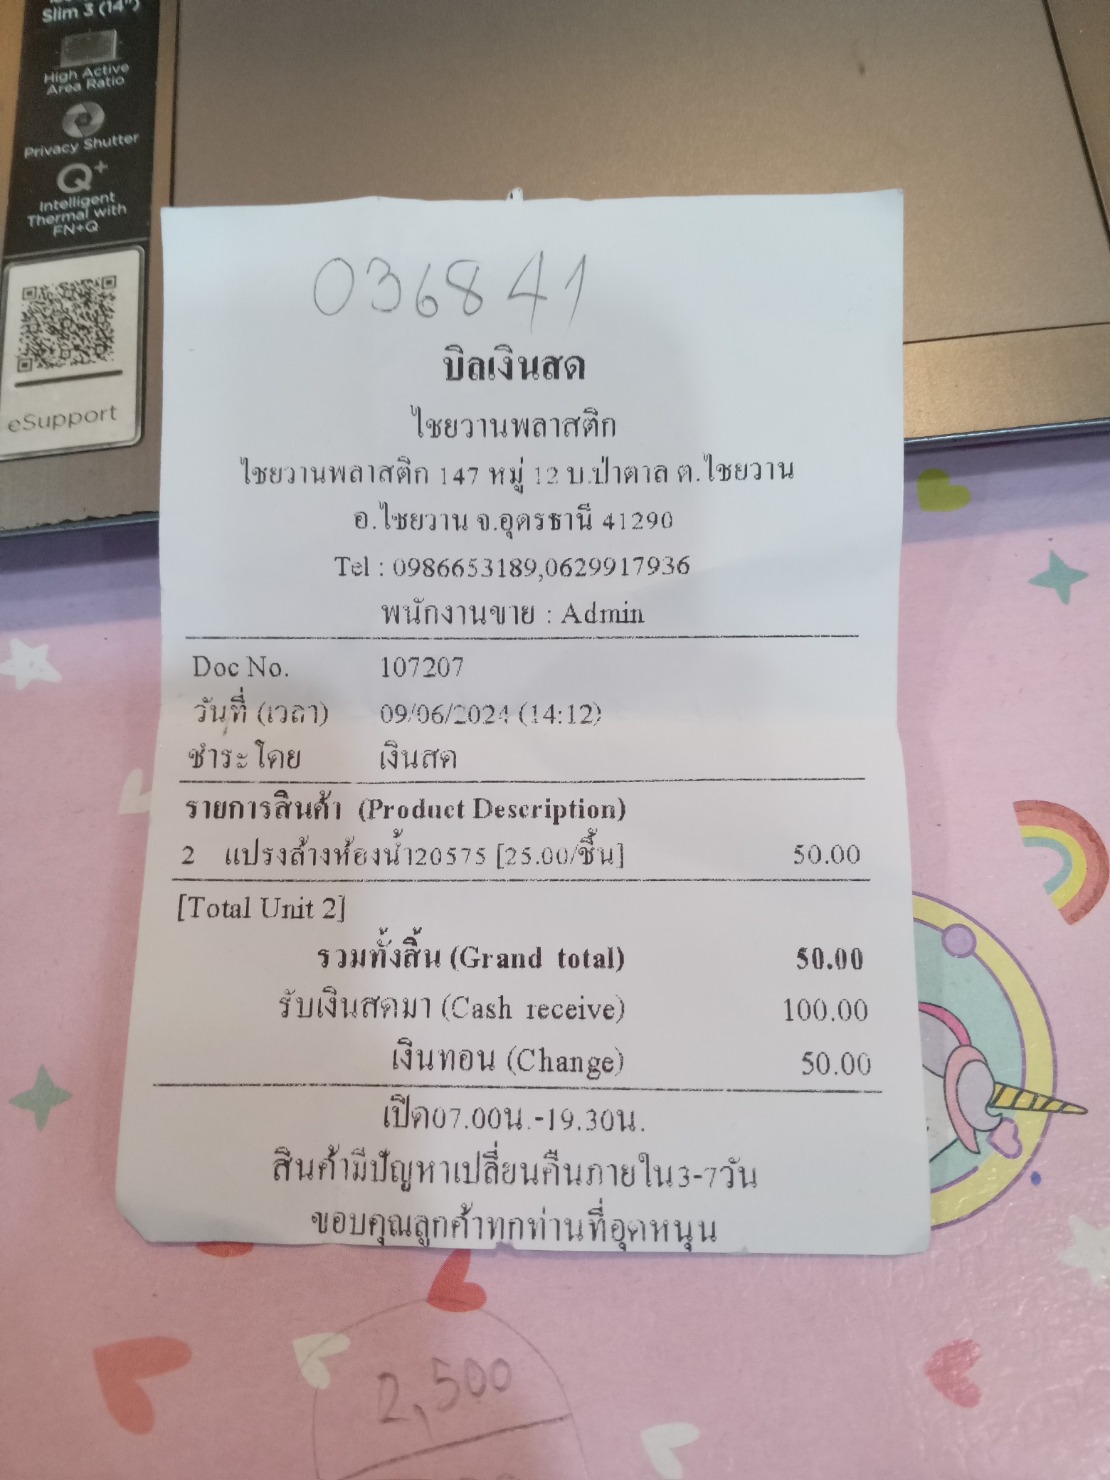 Slim 3 (14")
High Active
Area Ratio
Privacy Shutter
Q+
Intelligent
Thermal with
FN+Q
eSupport
036841
บิลเงินสด
ไชยวานพลาสติก
ไชยวานพลาสติก 147 หมู่ 12 บ.ป่าตาล ต.ไชยวาน
อ.ไชยวาน จ.อุดรธานี 41290
Tel : 0986653189,0629917936
พนักงานขาย : Admin
Doc No. 107207
วันที่ (เวลา) 09/06/2024 (14:12)
ชำระโดย เงินสด
รายการสินค้า (Product Description)
2 แปรงล้างห้องน้ำ20575 [25.00/ชิ้น] 50.00
[Total Unit 2]
รวมทั้งสิ้น (Grand total) 50.00
รับเงินสดมา (Cash receive) 100.00
เงินทอน (Change) 50.00
เปิด07.00น.-19.30น.
สินค้ามีปัญหาเปลี่ยนคืนภายใน3-7วัน
ขอบคุณลูกค้าทุกท่านที่อุดหนุน
2,500